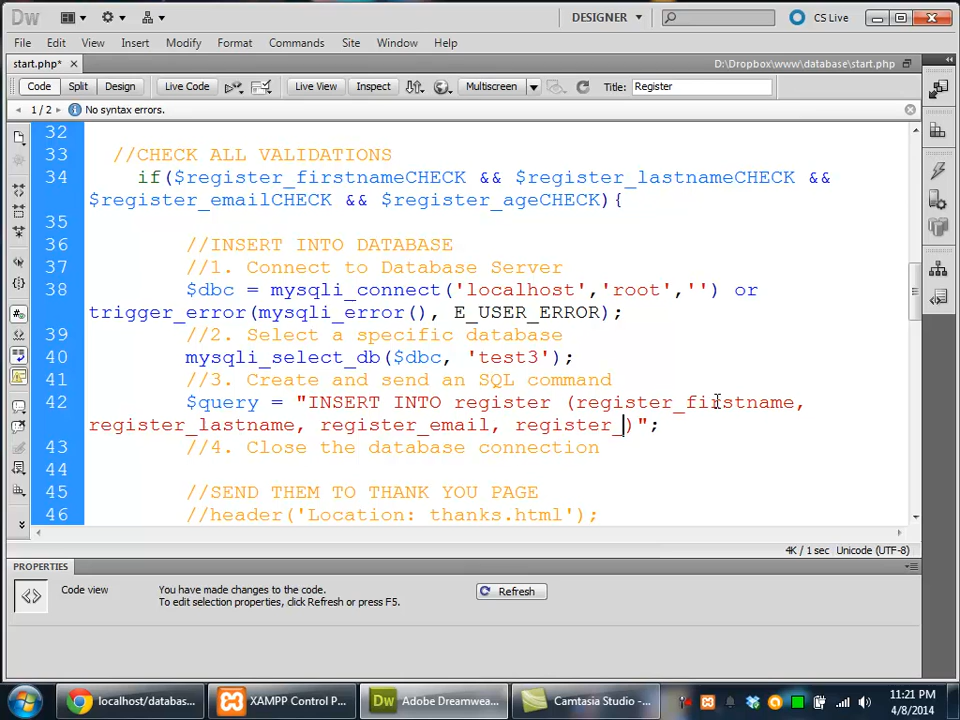 Dw
DESIGNER
CS Live
File Edit View Insert Modify Format Commands Site Window Help
start.php*
D:\Dropbox\www\database\start.php
Code Split Design Live Code Live View Inspect Multiscreen Title: Register
1 / 2 No syntax errors.
32
33 //CHECK ALL VALIDATIONS
34 if($register_firstnameCHECK && $register_lastnameCHECK &&
$register_emailCHECK && $register_ageCHECK){
35
36 //INSERT INTO DATABASE
37 //1. Connect to Database Server
38 $dbc = mysqli_connect('localhost','root','') or
trigger_error(mysqli_error(), E_USER_ERROR);
39 //2. Select a specific database
40 mysqli_select_db($dbc, 'test3');
41 //3. Create and send an SQL command
42 $query = "INSERT INTO register (register_firstname,
register_lastname, register_email, register_)";
43 //4. Close the database connection
44
45 //SEND THEM TO THANK YOU PAGE
46 //header('Location: thanks.html');
4K / 1 sec Unicode (UTF-8)
PROPERTIES
Code view
You have made changes to the code.
To edit selection properties, click Refresh or press F5.
Refresh
localhost/databas...
XAMPP Control P...
Dw Adobe Dreamwea...
Camtasia Studio -...
11:21 PM
4/8/2014